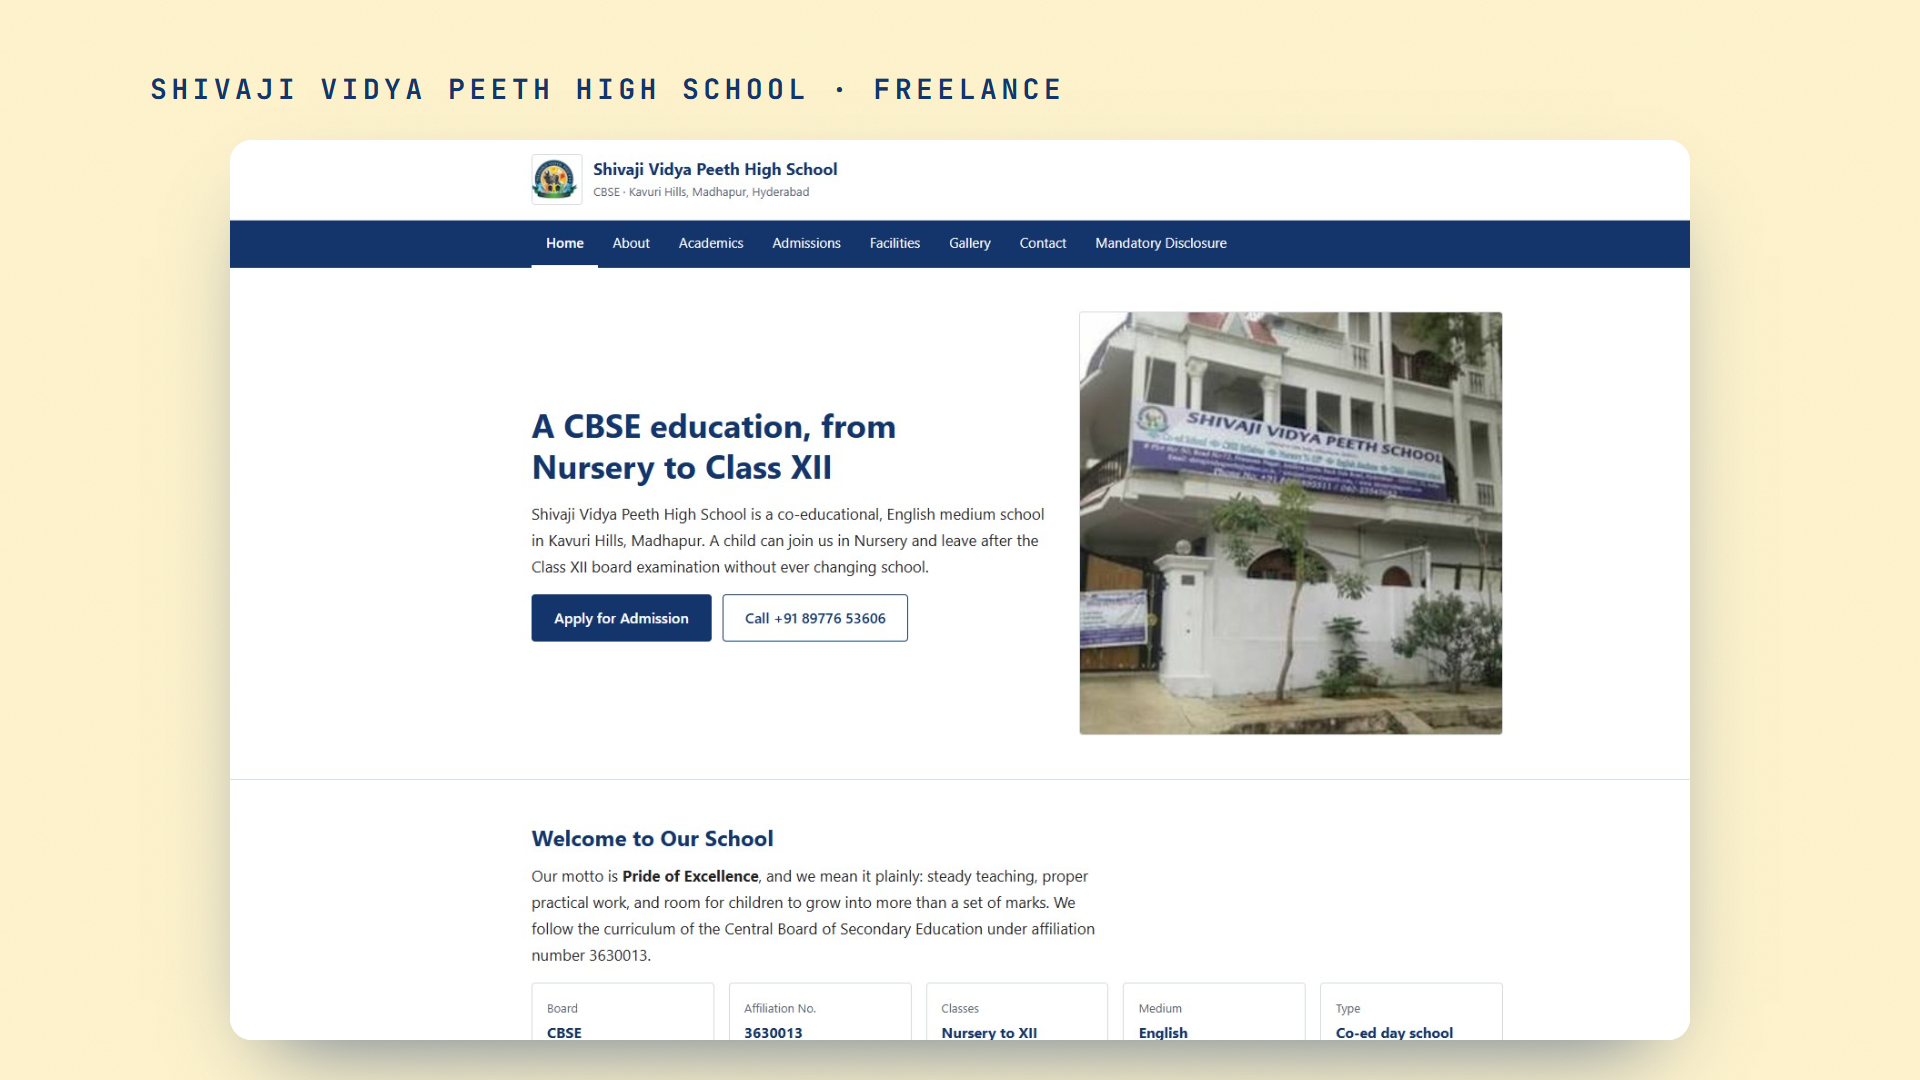 SHIVAJI VIDYA PEETH HIGH SCHOOL · FREELANCE
Shivaji Vidya Peeth High School
CBSE · Kavuri Hills, Madhapur, Hyderabad
Home About Academics Admissions Facilities Gallery Contact Mandatory Disclosure
A CBSE education, from
Nursery to Class XII
Shivaji Vidya Peeth High School is a co-educational, English medium school
in Kavuri Hills, Madhapur. A child can join us in Nursery and leave after the
Class XII board examination without ever changing school.
Apply for Admission Call +91 89776 53606
SHIVAJI VIDYA PEETH SCHOOL
Welcome to Our School
Our motto is Pride of Excellence, and we mean it plainly: steady teaching, proper
practical work, and room for children to grow into more than a set of marks. We
follow the curriculum of the Central Board of Secondary Education under affiliation
number 3630013.
Board Affiliation No. Classes Medium Type
CBSE 3630013 Nursery to XII English Co-ed day school